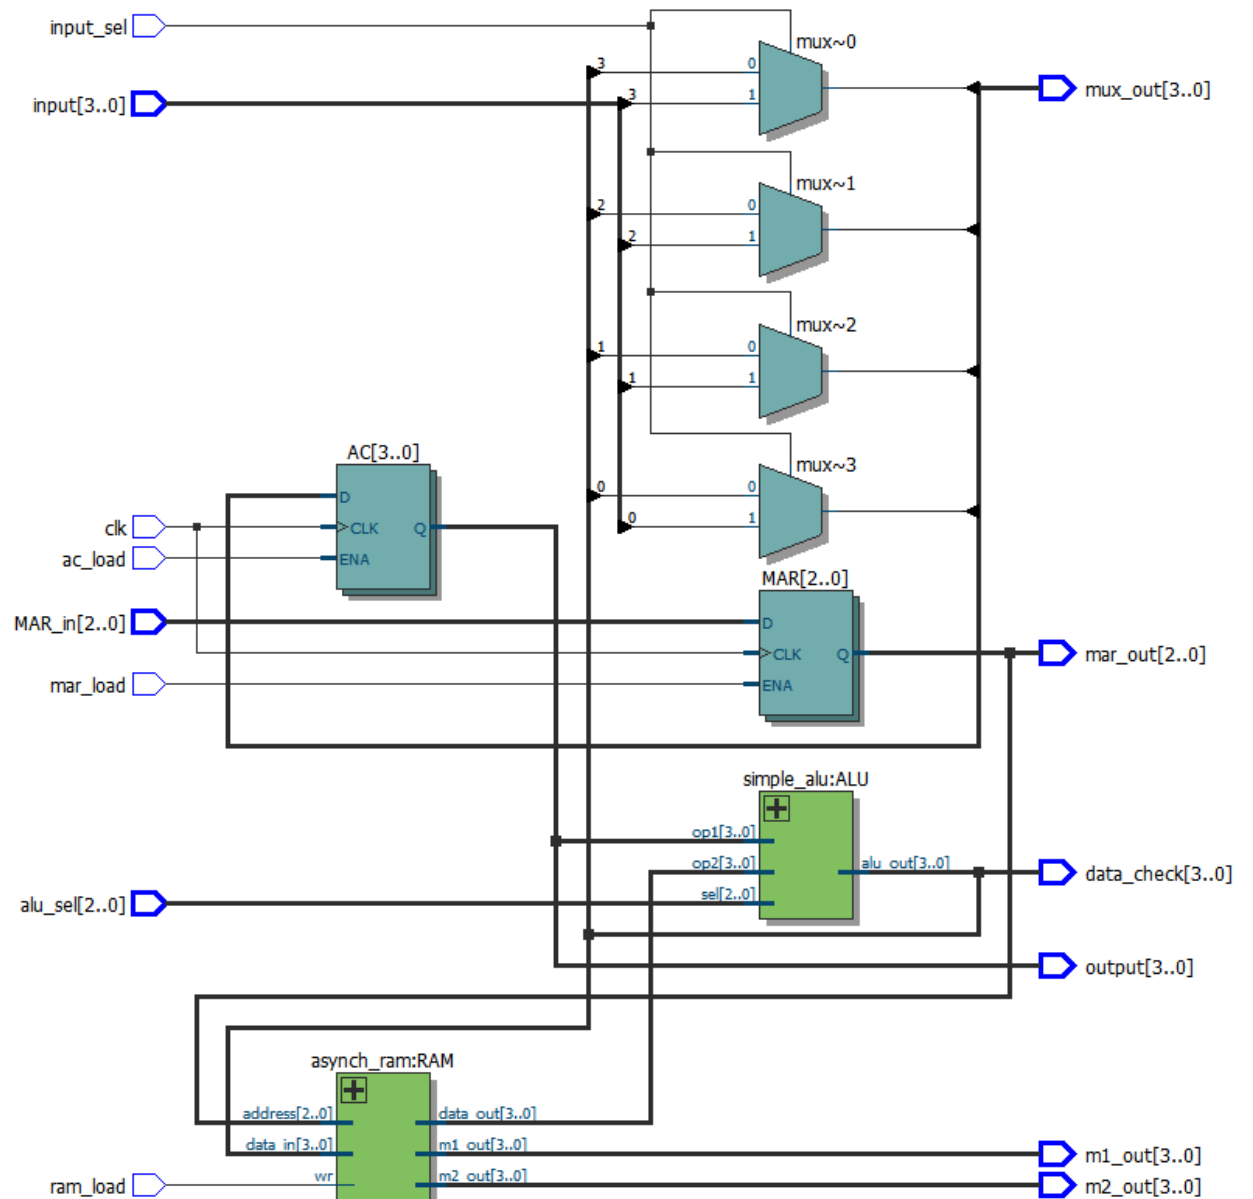 input_sel
mux~0
3
0
input[3..0]
3
1
mux_out[3..0]
mux~1
2
0
2
1
mux~2
1
0
1
1
mux~3
0
0
0
1
AC[3..0]
D
clk
CLK
Q
ac_load
ENA
MAR[2..0]
MAR_in[2..0]
D
CLK
Q
mar_out[2..0]
mar_load
ENA
simple_alu:ALU
op1[3..0]
op2[3..0]
alu_out[3..0]
data_check[3..0]
alu_sel[2..0]
sel[2..0]
output[3..0]
asynch_ram:RAM
address[2..0]
data_out[3..0]
data_in[3..0]
m1_out[3..0]
m1_out[3..0]
ram_load
wr
m2_out[3..0]
m2_out[3..0]